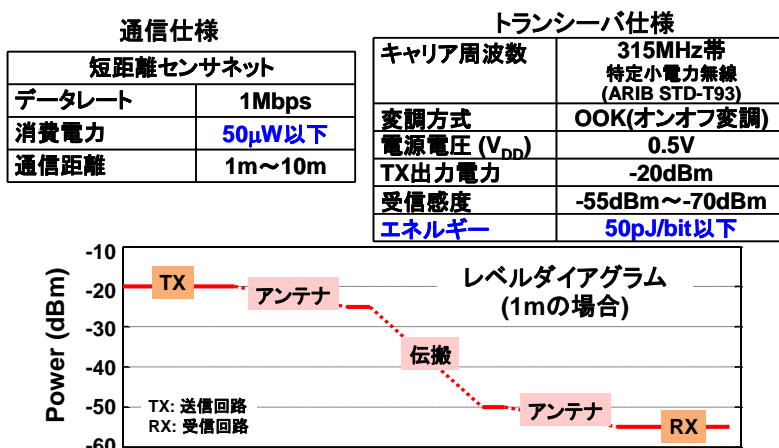 通信仕様
短距離センサネット
データレート 1Mbps
消費電力 50μW以下
通信距離 1m～10m
トランシーバ仕様
キャリア周波数 315MHz帯
特定小電力無線
(ARIB STD-T93)
変調方式 OOK(オンオフ変調)
電源電圧 (VDD) 0.5V
TX出力電力 -20dBm
受信感度 -55dBm～-70dBm
エネルギー 50pJ/bit以下
レベルダイアグラム
(1mの場合)
Power (dBm)
-10
-20
-30
-40
-50
-60
TX
アンテナ
伝搬
アンテナ
RX
TX: 送信回路
RX: 受信回路